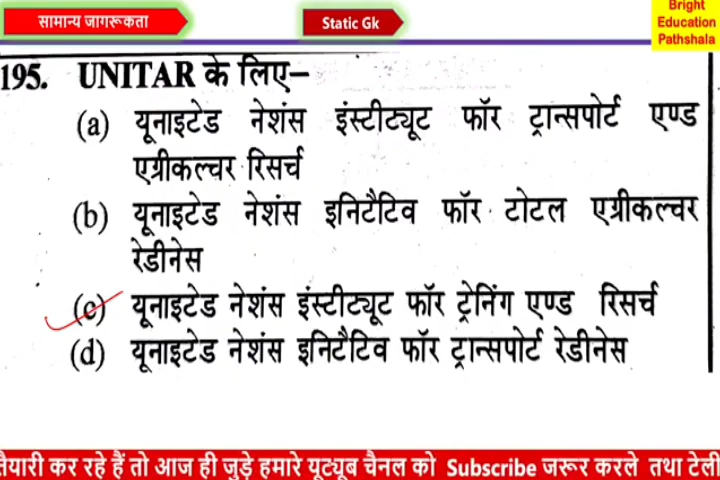 सामान्य जागरूकता
Static Gk
Bright
Education
Pathshala
195. UNITAR के लिए–
(a) यूनाइटेड नेशंस इंस्टीट्यूट फॉर ट्रान्सपोर्ट एण्ड
एग्रीकल्चर रिसर्च
(b) यूनाइटेड नेशंस इनिटैटिव फॉर टोटल एग्रीकल्चर
रेडीनेस
(c) यूनाइटेड नेशंस इंस्टीट्यूट फॉर ट्रेनिंग एण्ड रिसर्च
(d) यूनाइटेड नेशंस इनिटैटिव फॉर ट्रान्सपोर्ट रेडीनेस
तैयारी कर रहे हैं तो आज ही जुड़े हमारे यूट्यूब चैनल को Subscribe जरूर करले तथा टेली